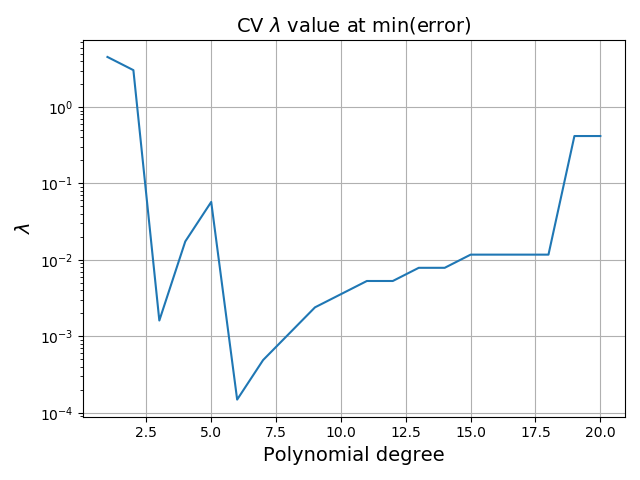 CV λ value at min(error)
λ
10⁰
10⁻¹
10⁻²
10⁻³
10⁻⁴
2.5 5.0 7.5 10.0 12.5 15.0 17.5 20.0
Polynomial degree